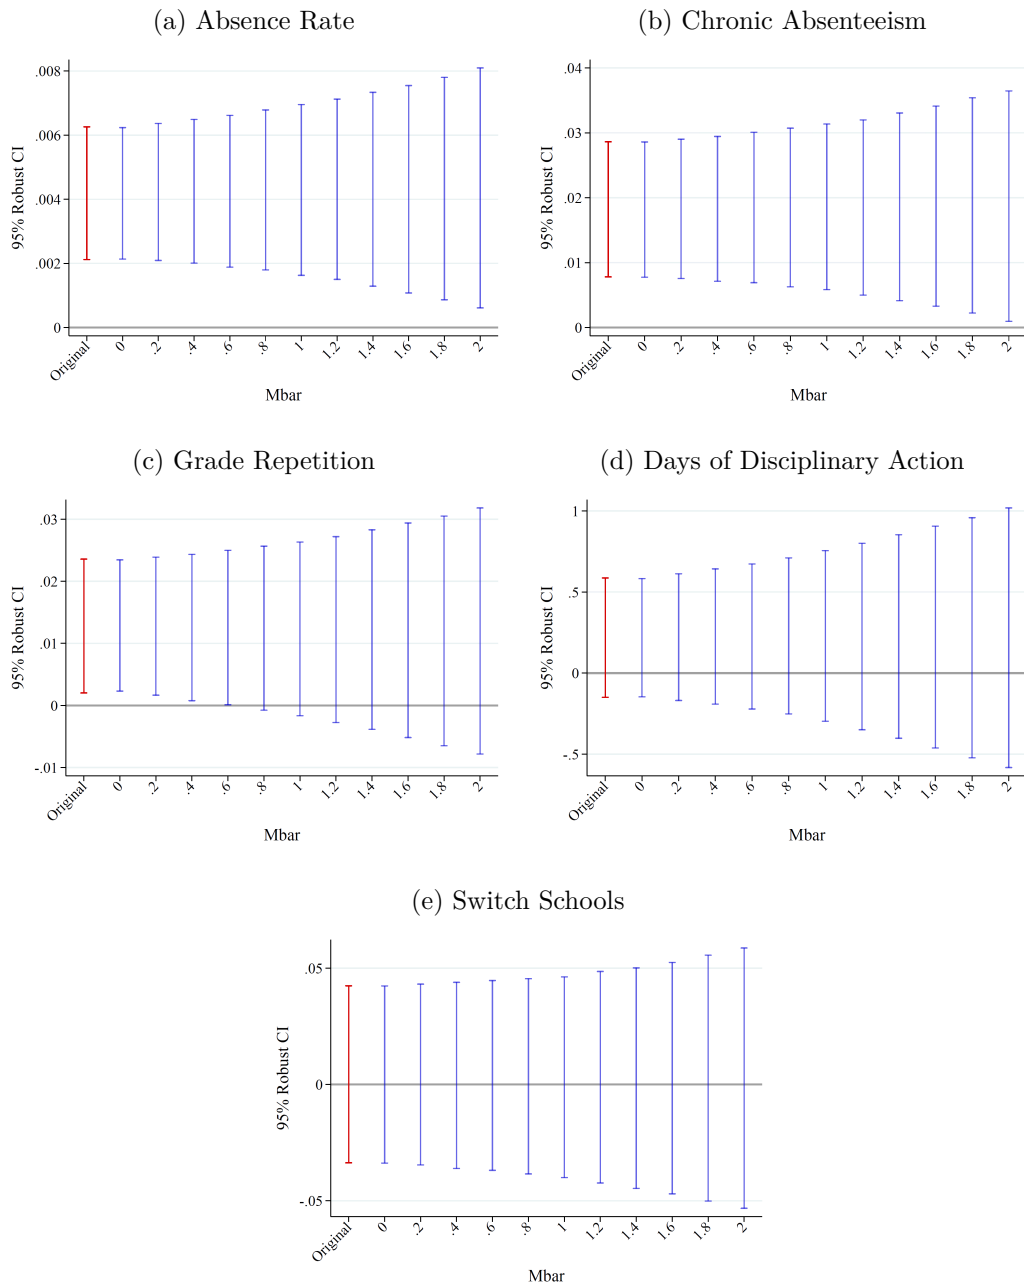 (a) Absence Rate
95% Robust CI
.008
.006
.004
.002
0
Original 0 .2 .4 .6 .8 1 1.2 1.4 1.6 1.8 2
Mbar
(b) Chronic Absenteeism
95% Robust CI
.04
.03
.02
.01
0
Original 0 .2 .4 .6 .8 1 1.2 1.4 1.6 1.8 2
Mbar
(c) Grade Repetition
95% Robust CI
.03
.02
.01
0
-.01
Original 0 .2 .4 .6 .8 1 1.2 1.4 1.6 1.8 2
Mbar
(d) Days of Disciplinary Action
95% Robust CI
1
.5
0
-.5
Original 0 .2 .4 .6 .8 1 1.2 1.4 1.6 1.8 2
Mbar
(e) Switch Schools
95% Robust CI
.05
0
-.05
Original 0 .2 .4 .6 .8 1 1.2 1.4 1.6 1.8 2
Mbar